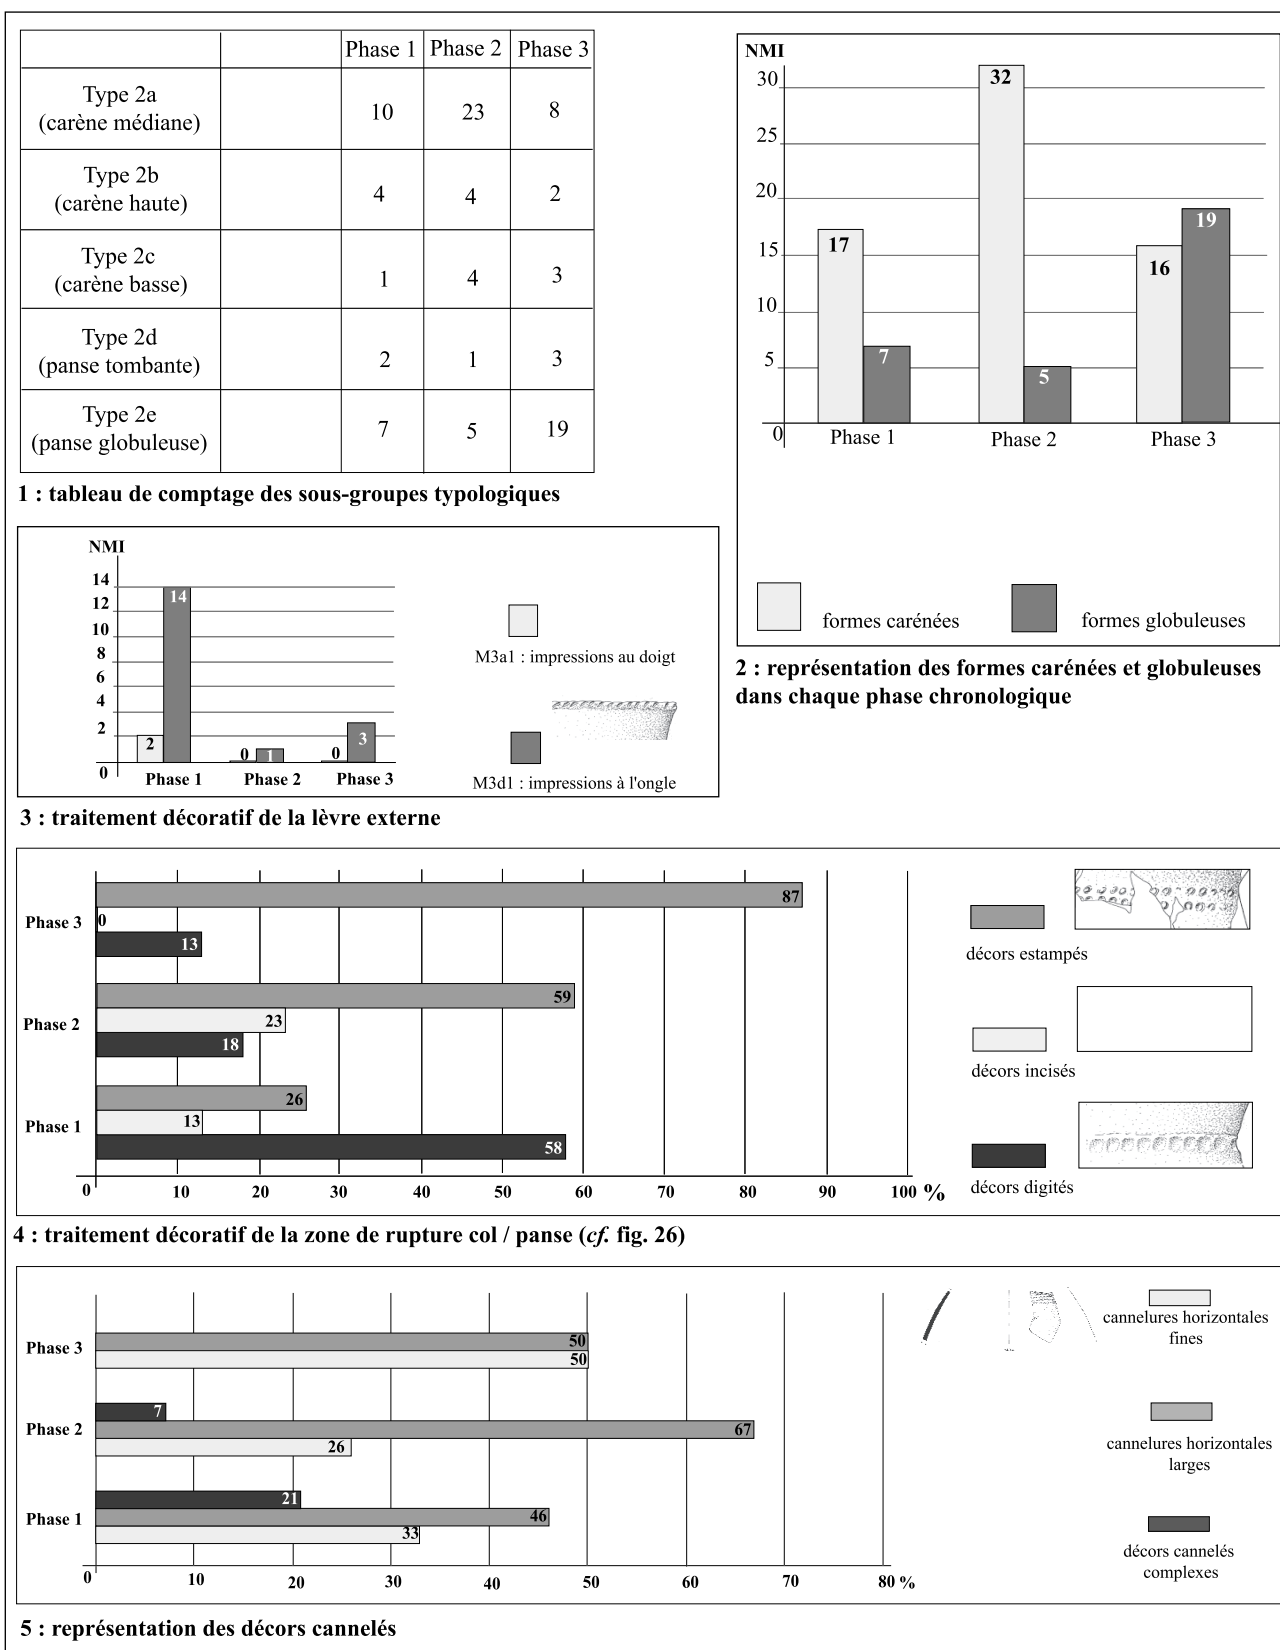 Phase 1 Phase 2 Phase 3
Type 2a
(carène médiane)
10 23 8
Type 2b
(carène haute)
4 4 2
Type 2c
(carène basse)
1 4 3
Type 2d
(panse tombante)
2 1 3
Type 2e
(panse globuleuse)
7 5 19
1 : tableau de comptage des sous-groupes typologiques
NMI
30
25
20
15
10
5
0
17
7
32
5
16
19
Phase 1 Phase 2 Phase 3
formes carénées
formes globuleuses
2 : représentation des formes carénées et globuleuses
dans chaque phase chronologique
NMI
14
12
10
8
6
4
2
0
2
14
0
1
0
3
Phase 1 Phase 2 Phase 3
M3a1 : impressions au doigt
M3d1 : impressions à l'ongle
3 : traitement décoratif de la lèvre externe
Phase 3
87
0
13
Phase 2
59
23
18
Phase 1
26
13
58
0 10 20 30 40 50 60 70 80 90 100 %
décors estampés
décors incisés
décors digités
4 : traitement décoratif de la zone de rupture col / panse (cf. fig. 26)
Phase 3
50
50
Phase 2
7
67
26
Phase 1
21
46
33
0 10 20 30 40 50 60 70 80 %
cannelures horizontales
fines
cannelures horizontales
larges
décors cannelés
complexes
5 : représentation des décors cannelés